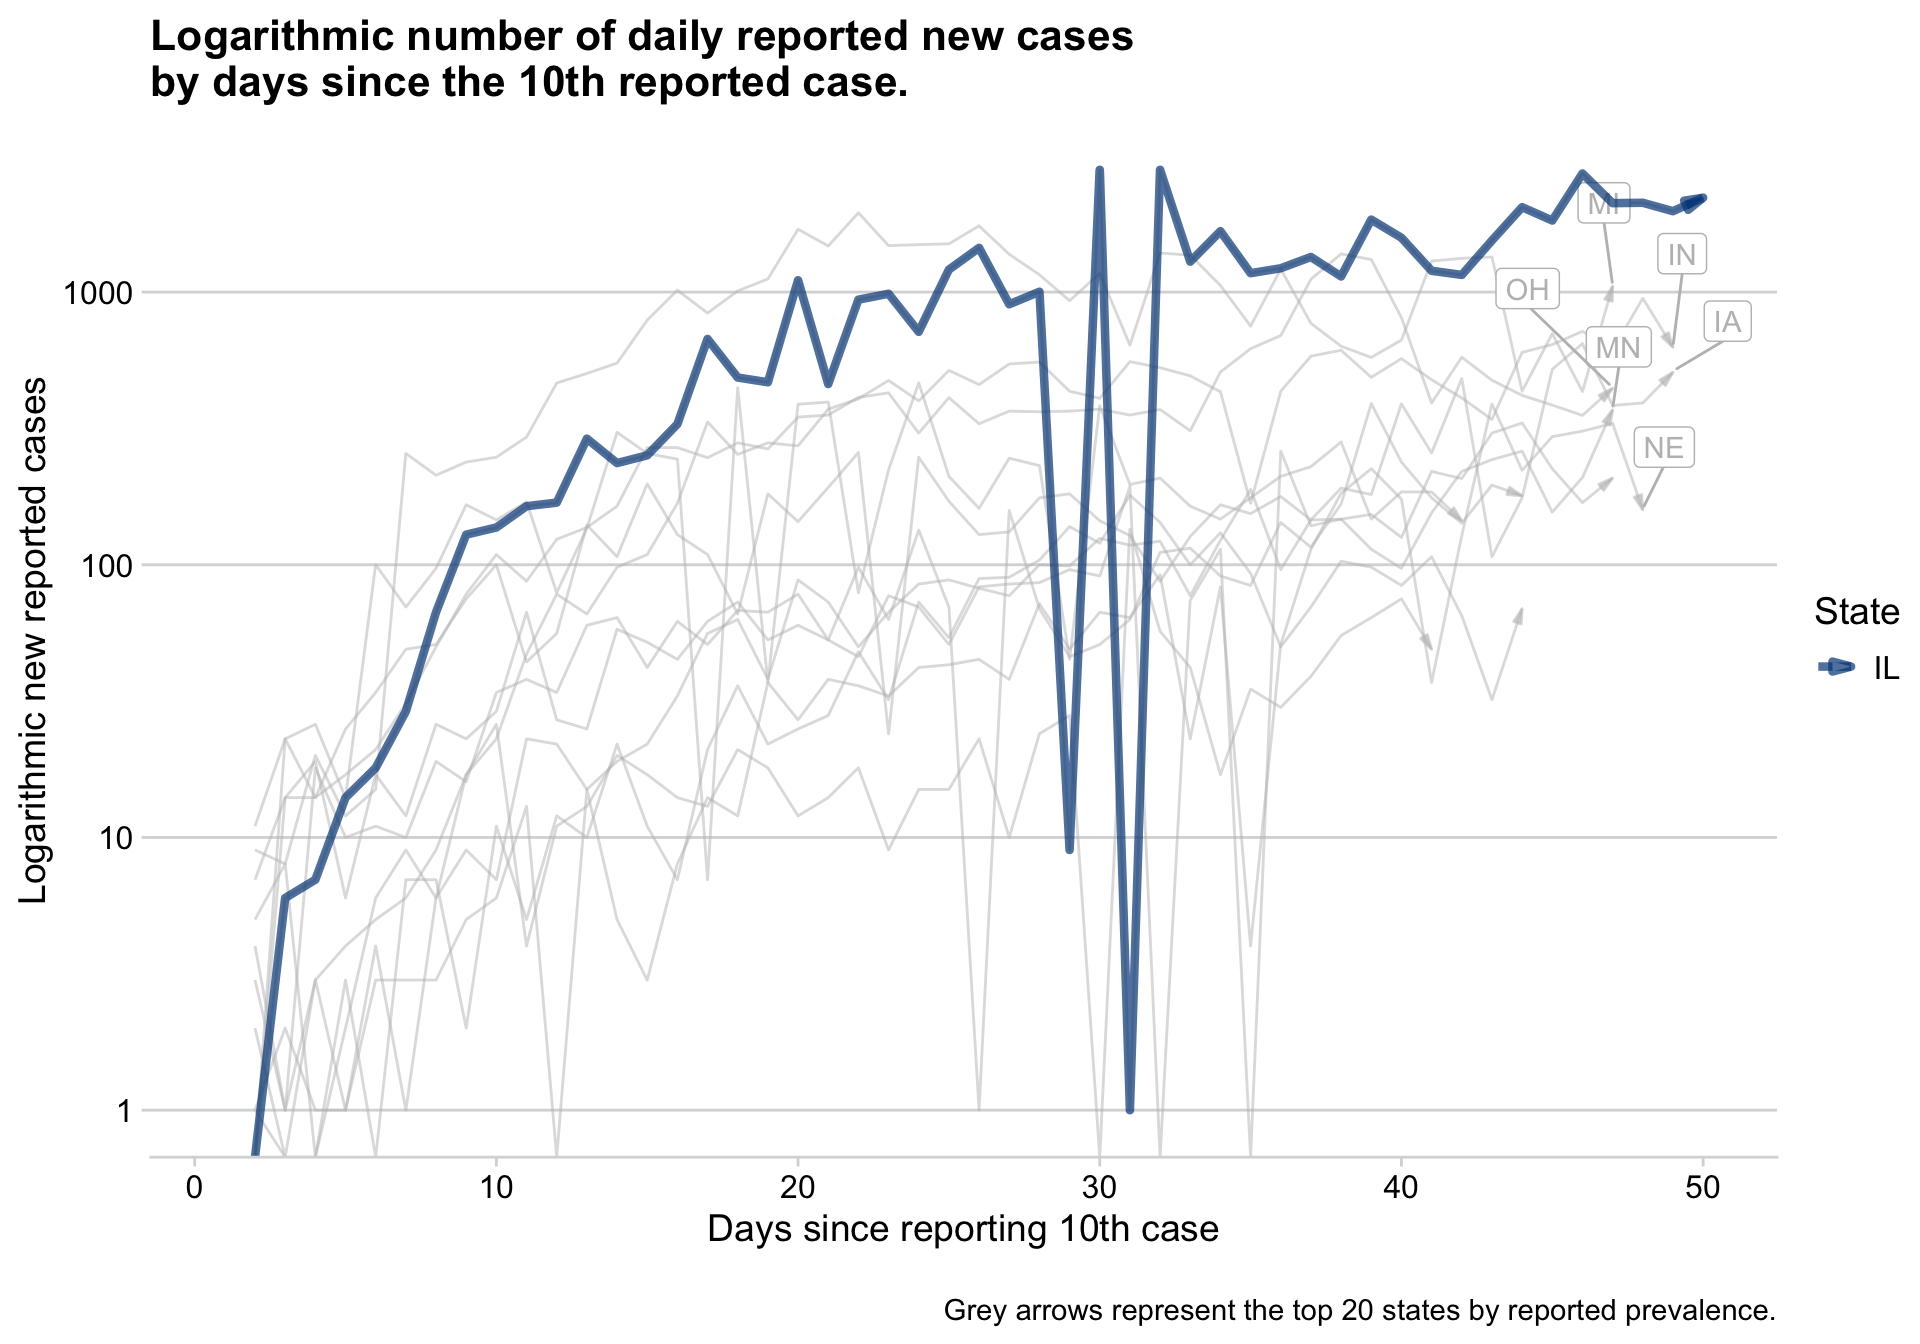 Logarithmic number of daily reported new cases
by days since the 10th reported case.
Logarithmic new reported cases
1000
100
10
1
MI
IN
OH
IA
MN
NE
State
IL
0 10 20 30 40 50
Days since reporting 10th case
Grey arrows represent the top 20 states by reported prevalence.